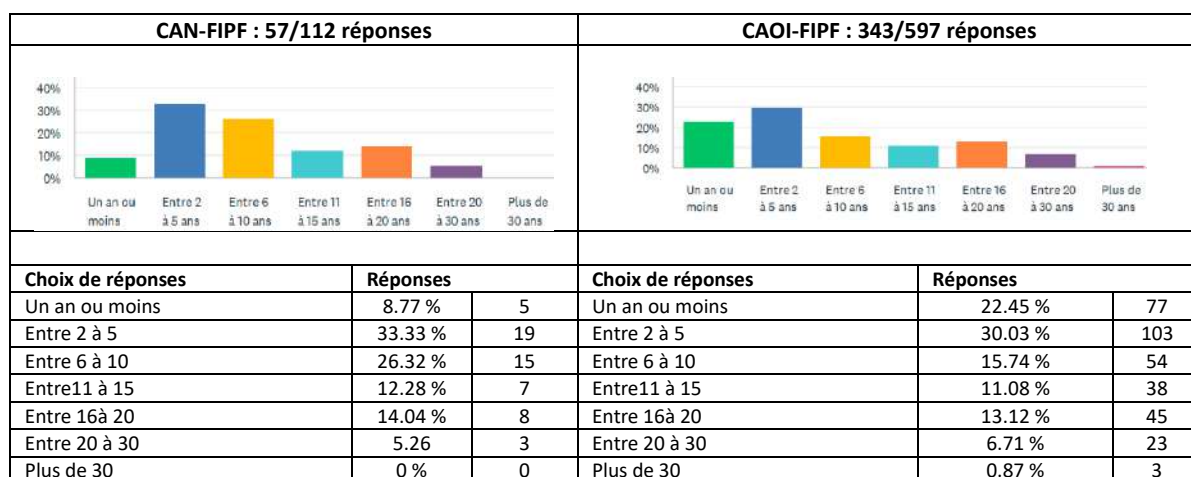 CAN-FIPF : 57/112 réponses
CAOI-FIPF : 343/597 réponses
40%
30%
20%
10%
0%
Un an ou moins
Entre 2 à 5 ans
Entre 6 à 10 ans
Entre 11 à 15 ans
Entre 16 à 20 ans
Entre 20 à 30 ans
Plus de 30 ans
40%
30%
20%
10%
0%
Un an ou moins
Entre 2 à 5 ans
Entre 6 à 10 ans
Entre 11 à 15 ans
Entre 16 à 20 ans
Entre 20 à 30 ans
Plus de 30 ans
Choix de réponses Réponses Choix de réponses Réponses
Un an ou moins 8.77 % 5 Un an ou moins 22.45 % 77
Entre 2 à 5 33.33 % 19 Entre 2 à 5 30.03 % 103
Entre 6 à 10 26.32 % 15 Entre 6 à 10 15.74 % 54
Entre11 à 15 12.28 % 7 Entre11 à 15 11.08 % 38
Entre 16à 20 14.04 % 8 Entre 16à 20 13.12 % 45
Entre 20 à 30 5.26 3 Entre 20 à 30 6.71 % 23
Plus de 30 0 % 0 Plus de 30 0.87 % 3